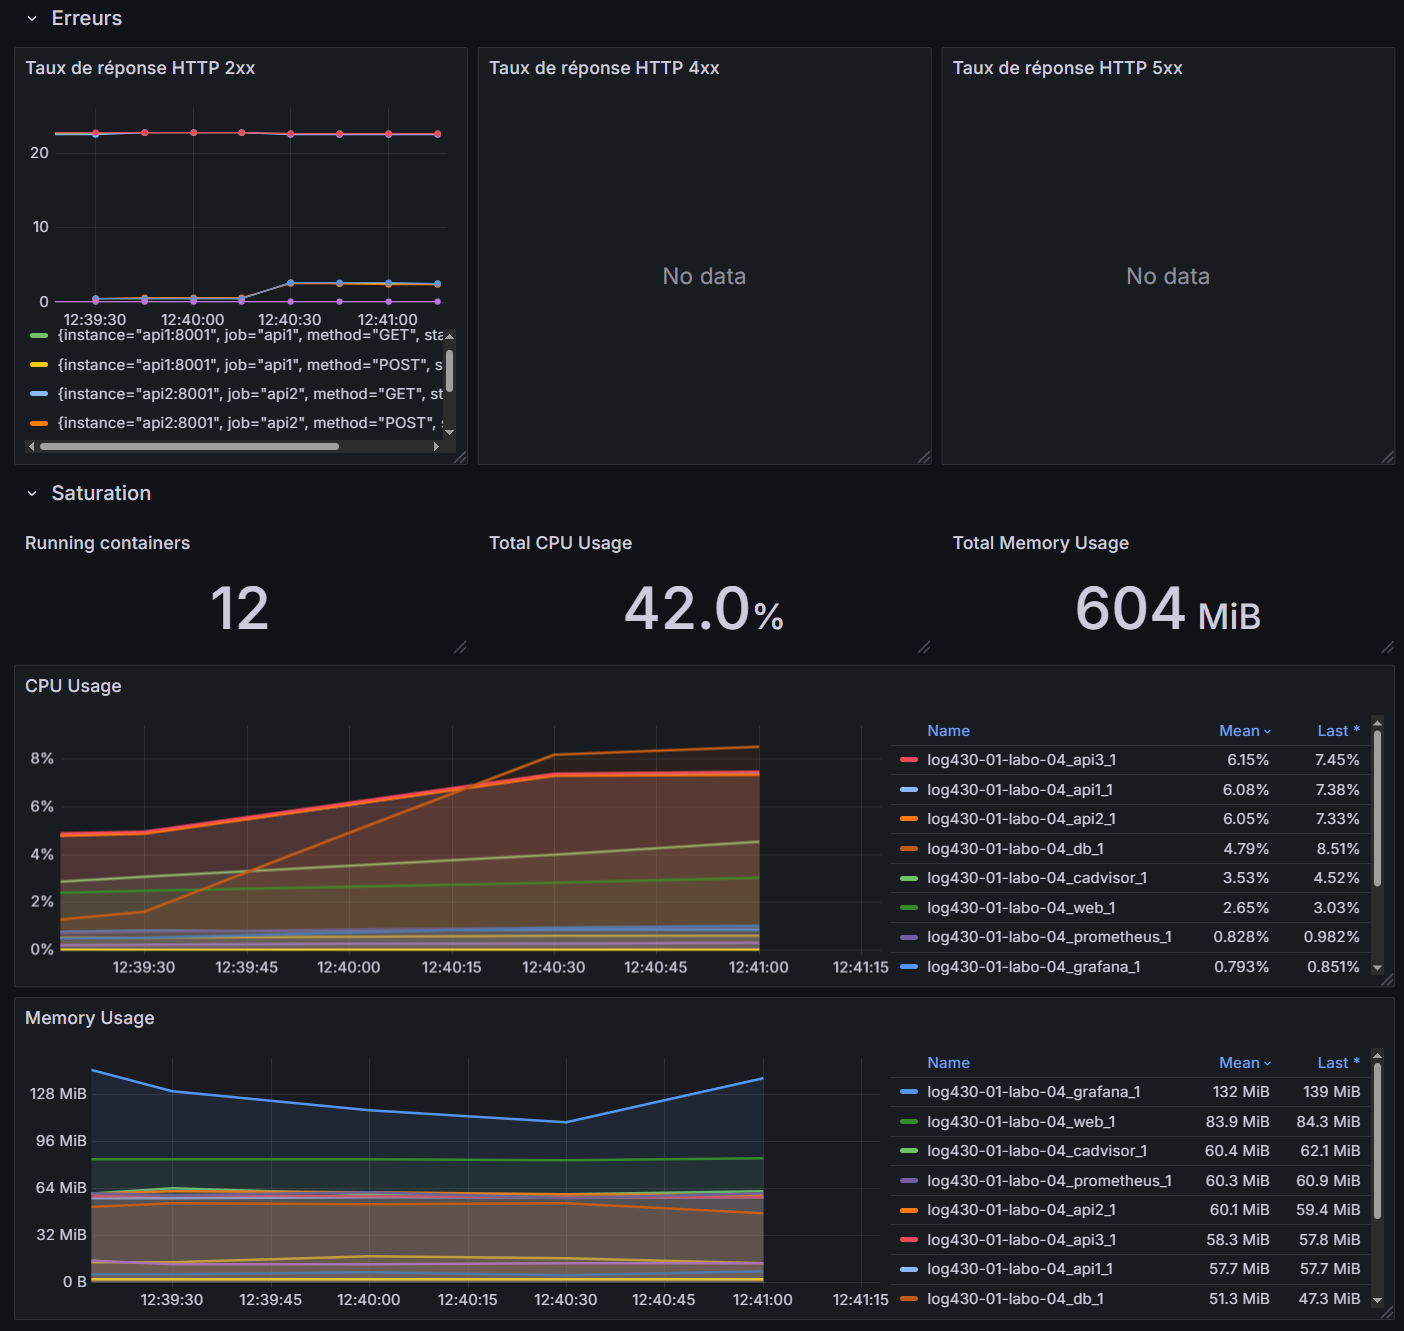 Erreurs
Taux de réponse HTTP 2xx
20
10
0
12:39:30 12:40:00 12:40:30 12:41:00
{instance="api1:8001", job="api1", method="GET", sta
{instance="api1:8001", job="api1", method="POST", s
{instance="api2:8001", job="api2", method="GET", st
{instance="api2:8001", job="api2", method="POST", s
Taux de réponse HTTP 4xx
No data
Taux de réponse HTTP 5xx
No data
Saturation
Running containers
12
Total CPU Usage
42.0%
Total Memory Usage
604 MiB
CPU Usage
8%
6%
4%
2%
0%
12:39:30 12:39:45 12:40:00 12:40:15 12:40:30 12:40:45 12:41:00 12:41:15
Name Mean Last *
log430-01-labo-04_api3_1 6.15% 7.45%
log430-01-labo-04_api1_1 6.08% 7.38%
log430-01-labo-04_api2_1 6.05% 7.33%
log430-01-labo-04_db_1 4.79% 8.51%
log430-01-labo-04_cadvisor_1 3.53% 4.52%
log430-01-labo-04_web_1 2.65% 3.03%
log430-01-labo-04_prometheus_1 0.828% 0.982%
log430-01-labo-04_grafana_1 0.793% 0.851%
Memory Usage
128 MiB
96 MiB
64 MiB
32 MiB
0 B
12:39:30 12:39:45 12:40:00 12:40:15 12:40:30 12:40:45 12:41:00 12:41:15
Name Mean Last *
log430-01-labo-04_grafana_1 132 MiB 139 MiB
log430-01-labo-04_web_1 83.9 MiB 84.3 MiB
log430-01-labo-04_cadvisor_1 60.4 MiB 62.1 MiB
log430-01-labo-04_prometheus_1 60.3 MiB 60.9 MiB
log430-01-labo-04_api2_1 60.1 MiB 59.4 MiB
log430-01-labo-04_api3_1 58.3 MiB 57.8 MiB
log430-01-labo-04_api1_1 57.7 MiB 57.7 MiB
log430-01-labo-04_db_1 51.3 MiB 47.3 MiB